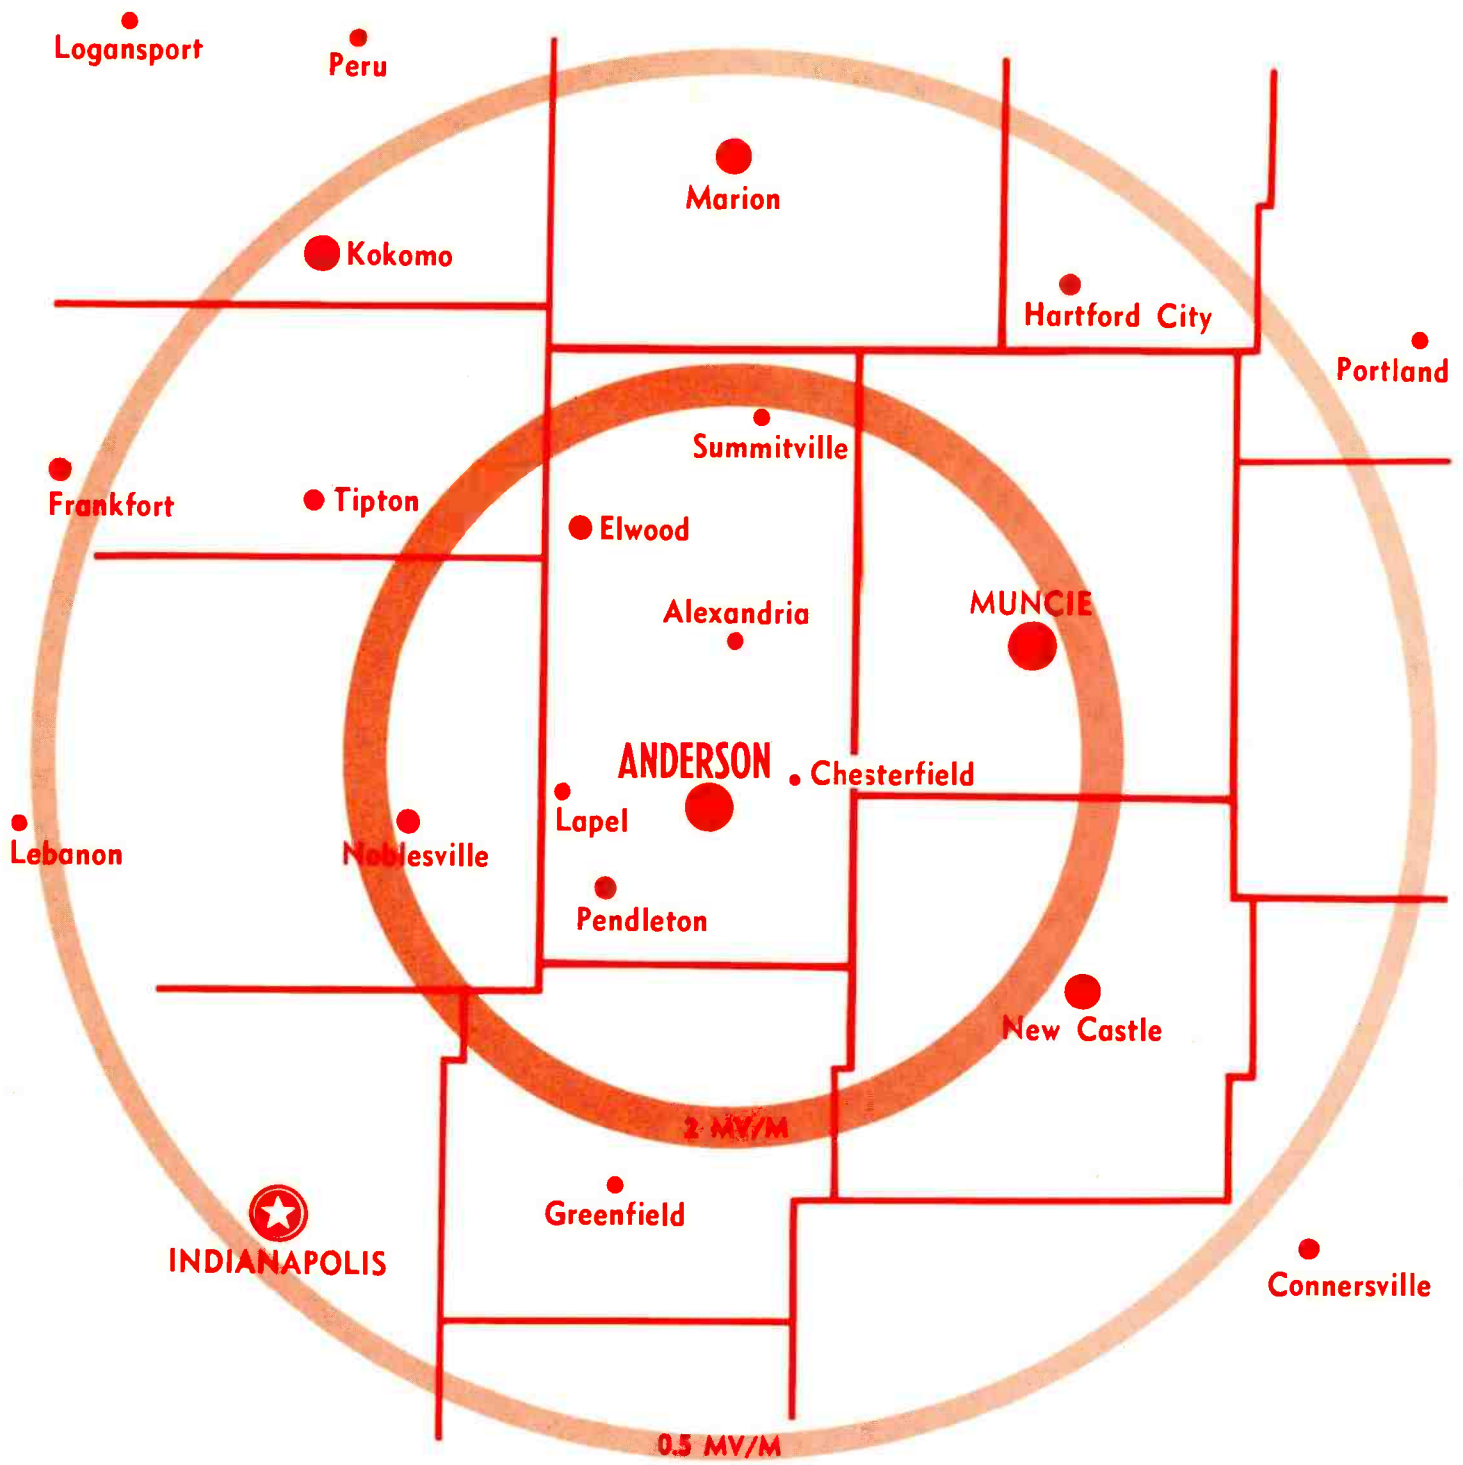 Logansport
Peru
Marion
Kokomo
Hartford City
Portland
Summitville
Frankfort
Tipton
Elwood
MUNCIE
Alexandria
ANDERSON
Chesterfield
Lapel
Lebanon
Noblesville
Pendleton
New Castle
2 MV/M
Greenfield
INDIANAPOLIS
Connersville
0.5 MV/M